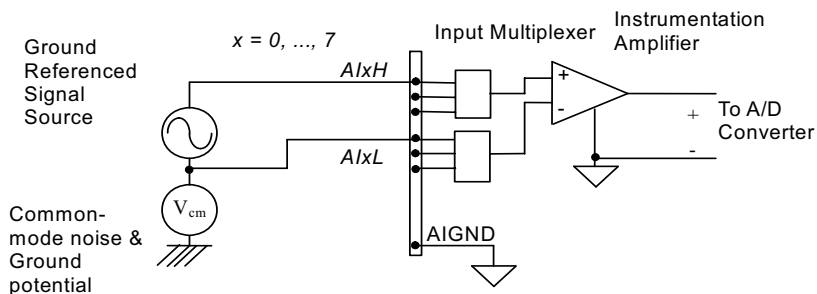 Ground
Referenced
Signal
Source
x = 0, ..., 7
AIxH
Input Multiplexer
Instrumentation
Amplifier
+
-
+
-
To A/D
Converter
AIxL
Vcm
Common-
mode noise &
Ground
potential
AIGND